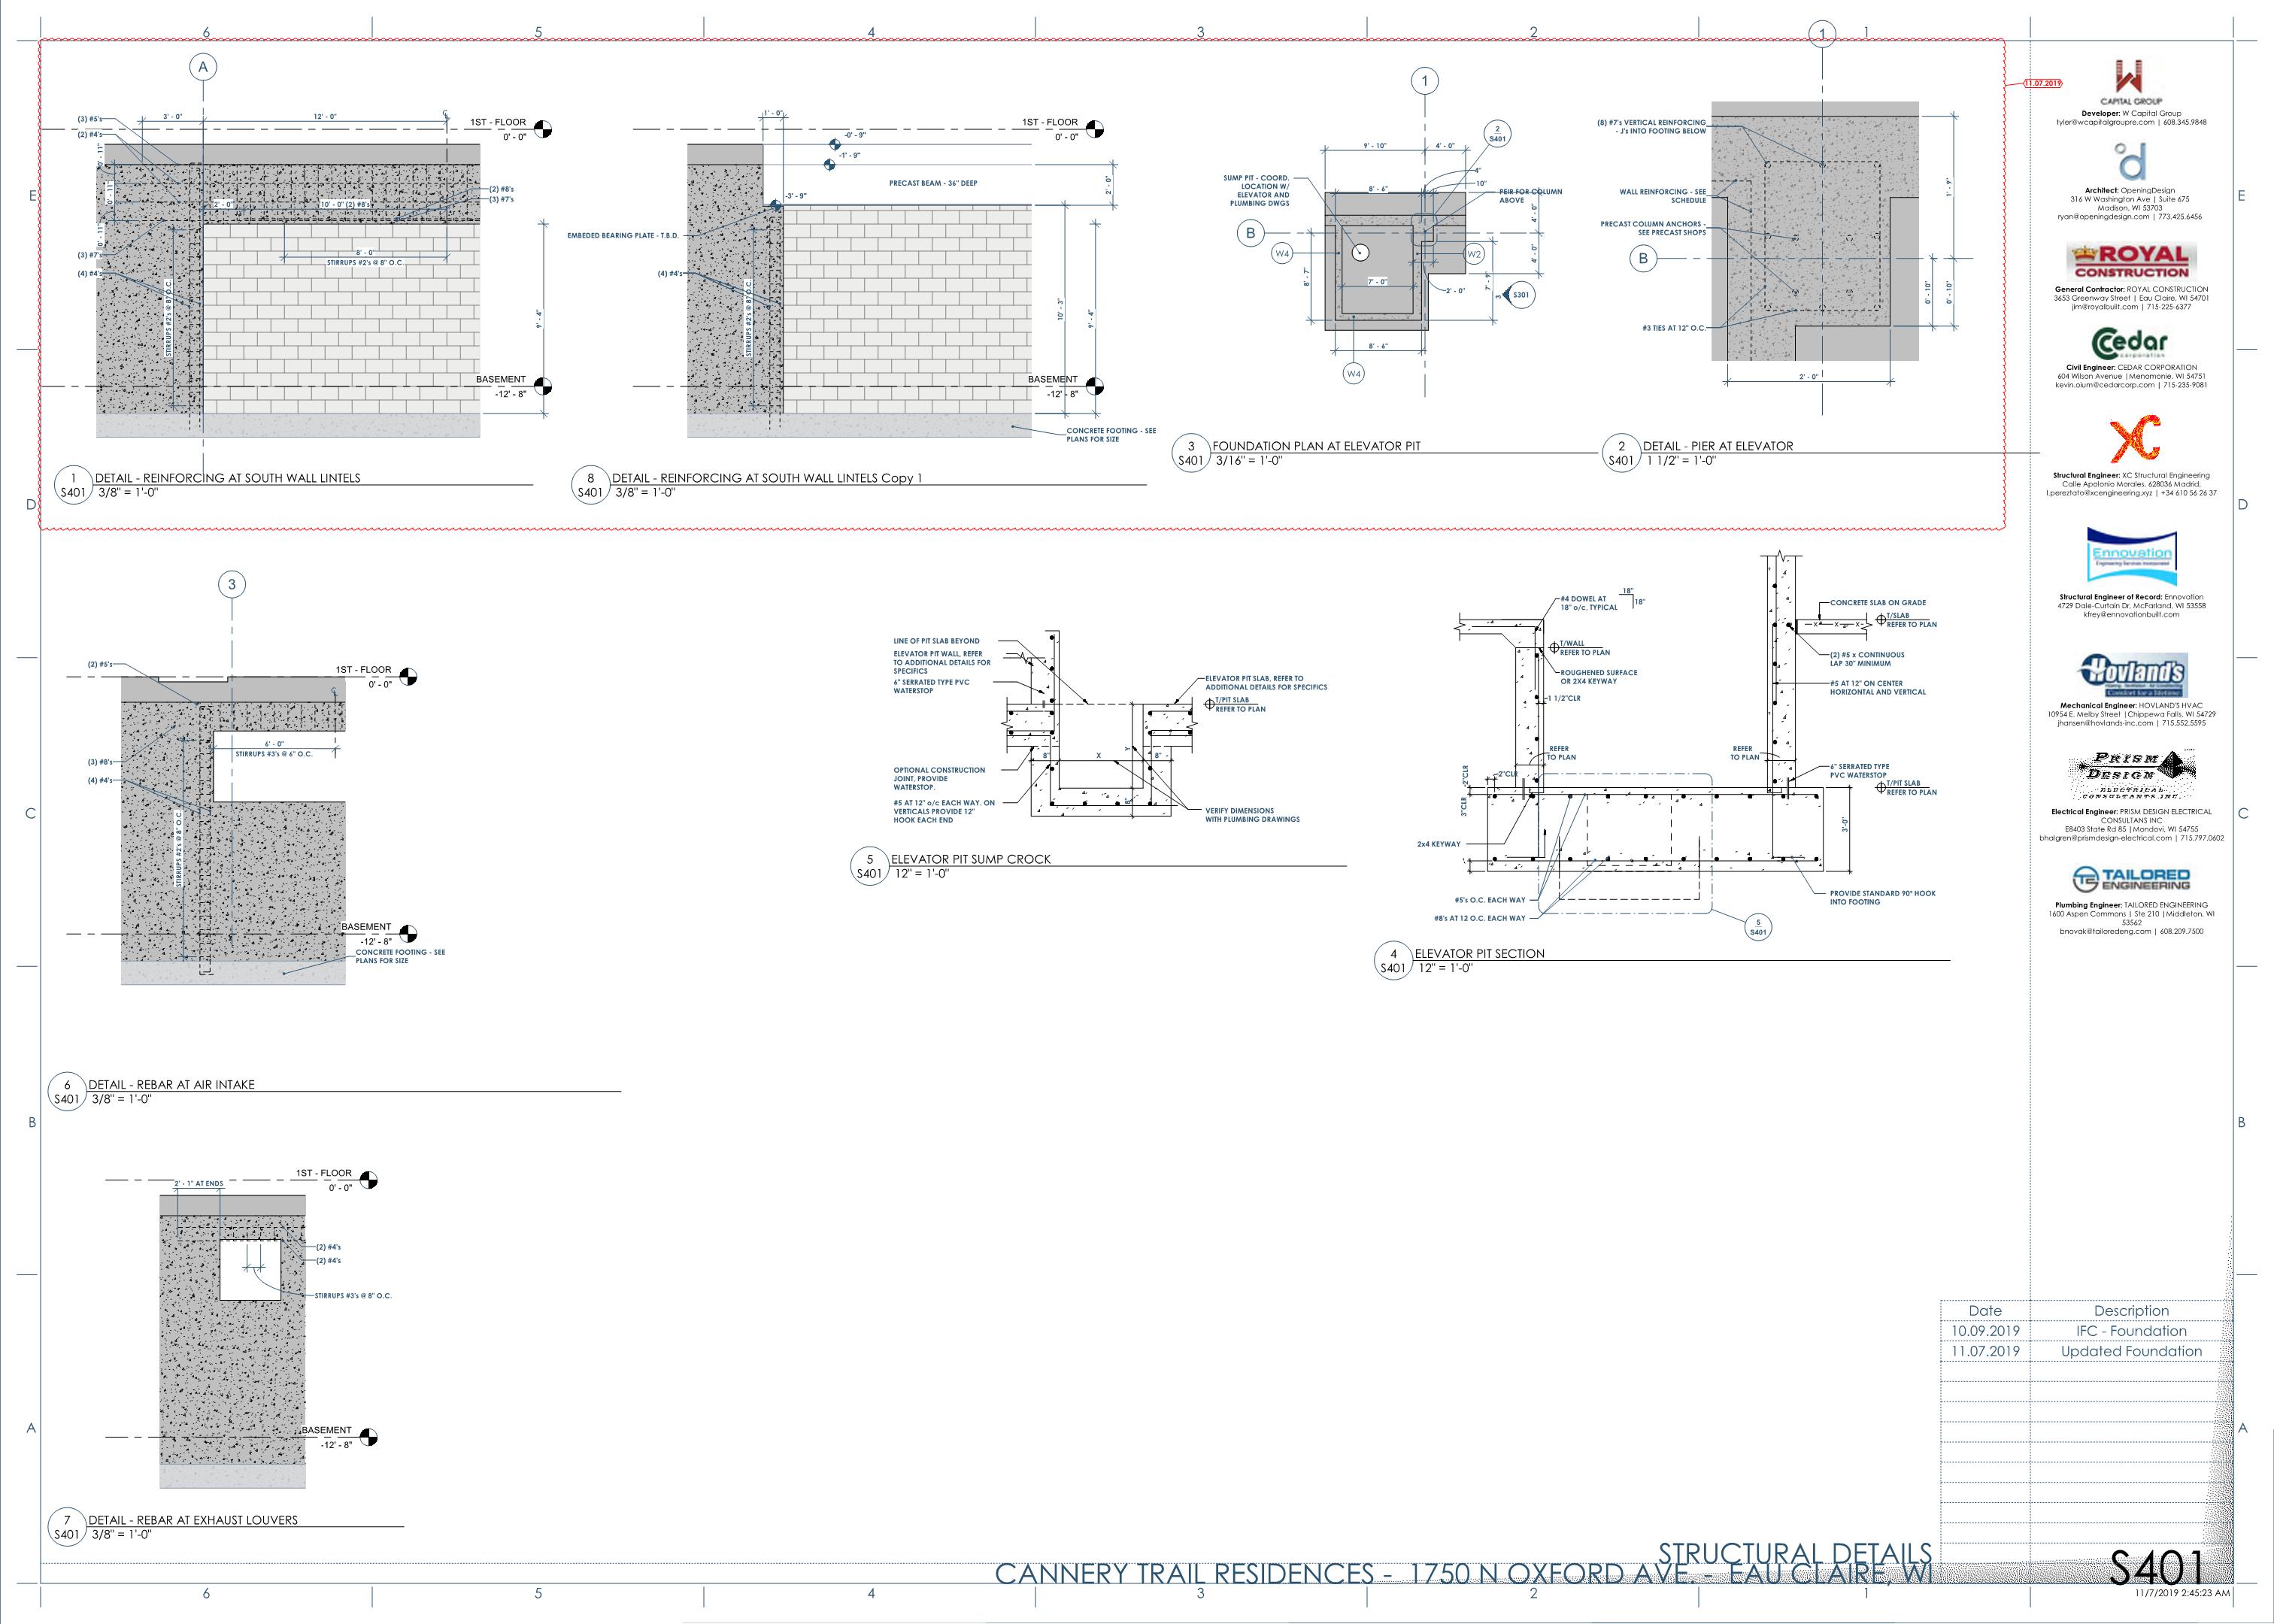 6
5
4
3
2
1
E
D
C
B
A
11.07.2019
A
(3) #5's
(2) #4's
3' - 0"
12' - 0"
1ST - FLOOR
0' - 0"
0' - 11"
0' - 11"
0' - 11"
2' - 0"
10' - 0" (2) #8's
(2) #8's
(3) #7's
8' - 0"
STIRRUPS #2's @ 8" O.C.
(3) #7's
(4) #4's
STIRRUPS #2's @ 8" O.C.
9' - 4"
BASEMENT
-12' - 8"
1
S401
DETAIL - REINFORCING AT SOUTH WALL LINTELS
3/8" = 1'-0"
1' - 0"
1ST - FLOOR
0' - 0"
-0' - 9"
-1' - 9"
PRECAST BEAM - 36" DEEP
2' - 0"
-3' - 9"
EMBEDED BEARING PLATE - T.B.D.
(4) #4's
STIRRUPS #2's @ 8" O.C.
10' - 3"
9' - 4"
BASEMENT
-12' - 8"
CONCRETE FOOTING - SEE
PLANS FOR SIZE
8
S401
DETAIL - REINFORCING AT SOUTH WALL LINTELS Copy 1
3/8" = 1'-0"
1
2
S401
9' - 10"
4' - 0"
SUMP PIT - COORD.
LOCATION W/
ELEVATOR AND
PLUMBING DWGS
8' - 6"
4"
10"
PEIR FOR COLUMN
ABOVE
4' - 0"
B
W4
W2
4' - 0"
8' - 7"
7' - 0"
7' - 9"
2' - 0"
3
S301
8' - 6"
W4
3
S401
FOUNDATION PLAN AT ELEVATOR PIT
3/16" = 1'-0"
1
(8) #7's VERTICAL REINFORCING
- J's INTO FOOTING BELOW
WALL REINFORCING - SEE
SCHEDULE
PRECAST COLUMN ANCHORS -
SEE PRECAST SHOPS
B
#3 TIES AT 12" O.C.
1' - 9"
0' - 10"
0' - 10"
2' - 0"
2
S401
DETAIL - PIER AT ELEVATOR
1 1/2" = 1'-0"
3
(2) #5's
1ST - FLOOR
0' - 0"
6' - 0"
STIRRUPS #3's @ 6" O.C.
(3) #8's
(4) #4's
STIRRUPS #2's @ 8" O.C.
BASEMENT
-12' - 8"
CONCRETE FOOTING - SEE
PLANS FOR SIZE
6
S401
DETAIL - REBAR AT AIR INTAKE
3/8" = 1'-0"
LINE OF PIT SLAB BEYOND
ELEVATOR PIT WALL, REFER
TO ADDITIONAL DETAILS FOR
SPECIFICS
6" SERRATED TYPE PVC
WATERSTOP
ELEVATOR PIT SLAB, REFER TO
ADDITIONAL DETAILS FOR SPECIFICS
T/PIT SLAB
REFER TO PLAN
8"
X
Y
8"
8"
OPTIONAL CONSTRUCTION
JOINT, PROVIDE
WATERSTOP.
#5 AT 12" o/c EACH WAY. ON
VERTICALS PROVIDE 12"
HOOK EACH END
VERIFY DIMENSIONS
WITH PLUMBING DRAWINGS
5
S401
ELEVATOR PIT SUMP CROCK
12" = 1'-0"
#4 DOWEL AT
18" o/c, TYPICAL
18"
18"
T/WALL
REFER TO PLAN
ROUGHENED SURFACE
OR 2X4 KEYWAY
1 1/2"CLR
REFER
TO PLAN
REFER
TO PLAN
CONCRETE SLAB ON GRADE
T/SLAB
REFER TO PLAN
(2) #5 x CONTINUOUS
LAP 30" MINIMUM
#5 AT 12" ON CENTER
HORIZONTAL AND VERTICAL
6" SERRATED TYPE
PVC WATERSTOP
T/PIT SLAB
REFER TO PLAN
2"CLR
2"CLR
3"CLR
3'-0"
2x4 KEYWAY
#5's O.C. EACH WAY
#8's AT 12 O.C. EACH WAY
PROVIDE STANDARD 90° HOOK
INTO FOOTING
5
S401
4
S401
ELEVATOR PIT SECTION
12" = 1'-0"
1ST - FLOOR
0' - 0"
2' - 1" AT ENDS
(2) #4's
(2) #4's
STIRRUPS #3's @ 8" O.C.
BASEMENT
-12' - 8"
7
S401
DETAIL - REBAR AT EXHAUST LOUVERS
3/8" = 1'-0"
CAPITAL GROUP
Developer: W Capital Group
tyler@wcapitalgroupre.com | 608.345.9848
Architect: OpeningDesign
316 W Washington Ave | Suite 675
Madison, WI 53703
ryan@openingdesign.com | 773.425.6456
ROYAL
CONSTRUCTION
General Contractor: ROYAL CONSTRUCTION
3653 Greenway Street | Eau Claire, WI 54701
jim@royalbuilt.com | 715-225-6377
Cedar
corporation
Civil Engineer: CEDAR CORPORATION
604 Wilson Avenue |Menomonie, WI 54751
kevin.oium@cedarcorp.com | 715-235-9081
XC
Structural Engineer: XC Structural Engineering
Calle Apolonio Morales, 628036 Madrid,
l.pereztato@xcengineering.xyz | +34 610 56 26 37
Ennovation
Engineering Services Incorporated
Structural Engineer of Record: Ennovation
4729 Dale-Curtain Dr, McFarland, WI 53558
kfrey@ennovationbuilt.com
Hovland's
Comfort for a lifetime
Mechanical Engineer: HOVLAND'S HVAC
10954 E. Melby Street |Chippewa Falls, WI 54729
jhansen@hovlands-inc.com | 715.552.5595
PRISM
DESIGN
ELECTRICAL
CONSULTANTS, INC.
Electrical Engineer: PRISM DESIGN ELECTRICAL
CONSULTANS INC
E8403 State Rd 85 |Mondovi, WI 54755
bhalgren@prismdesign-electrical.com | 715.797.0602
TE TAILORED
ENGINEERING
Plumbing Engineer: TAILORED ENGINEERING
1600 Aspen Commons | Ste 210 |Middleton, WI
53562
bnovak@tailoredeng.com | 608.209.7500
Date Description
10.09.2019 IFC - Foundation
11.07.2019 Updated Foundation
STRUCTURAL DETAILS
CANNERY TRAIL RESIDENCES - 1750 N OXFORD AVE. - EAU CLAIRE, WI
S401
11/7/2019 2:45:23 AM
E
D
C
B
A
6
5
4
3
2
1